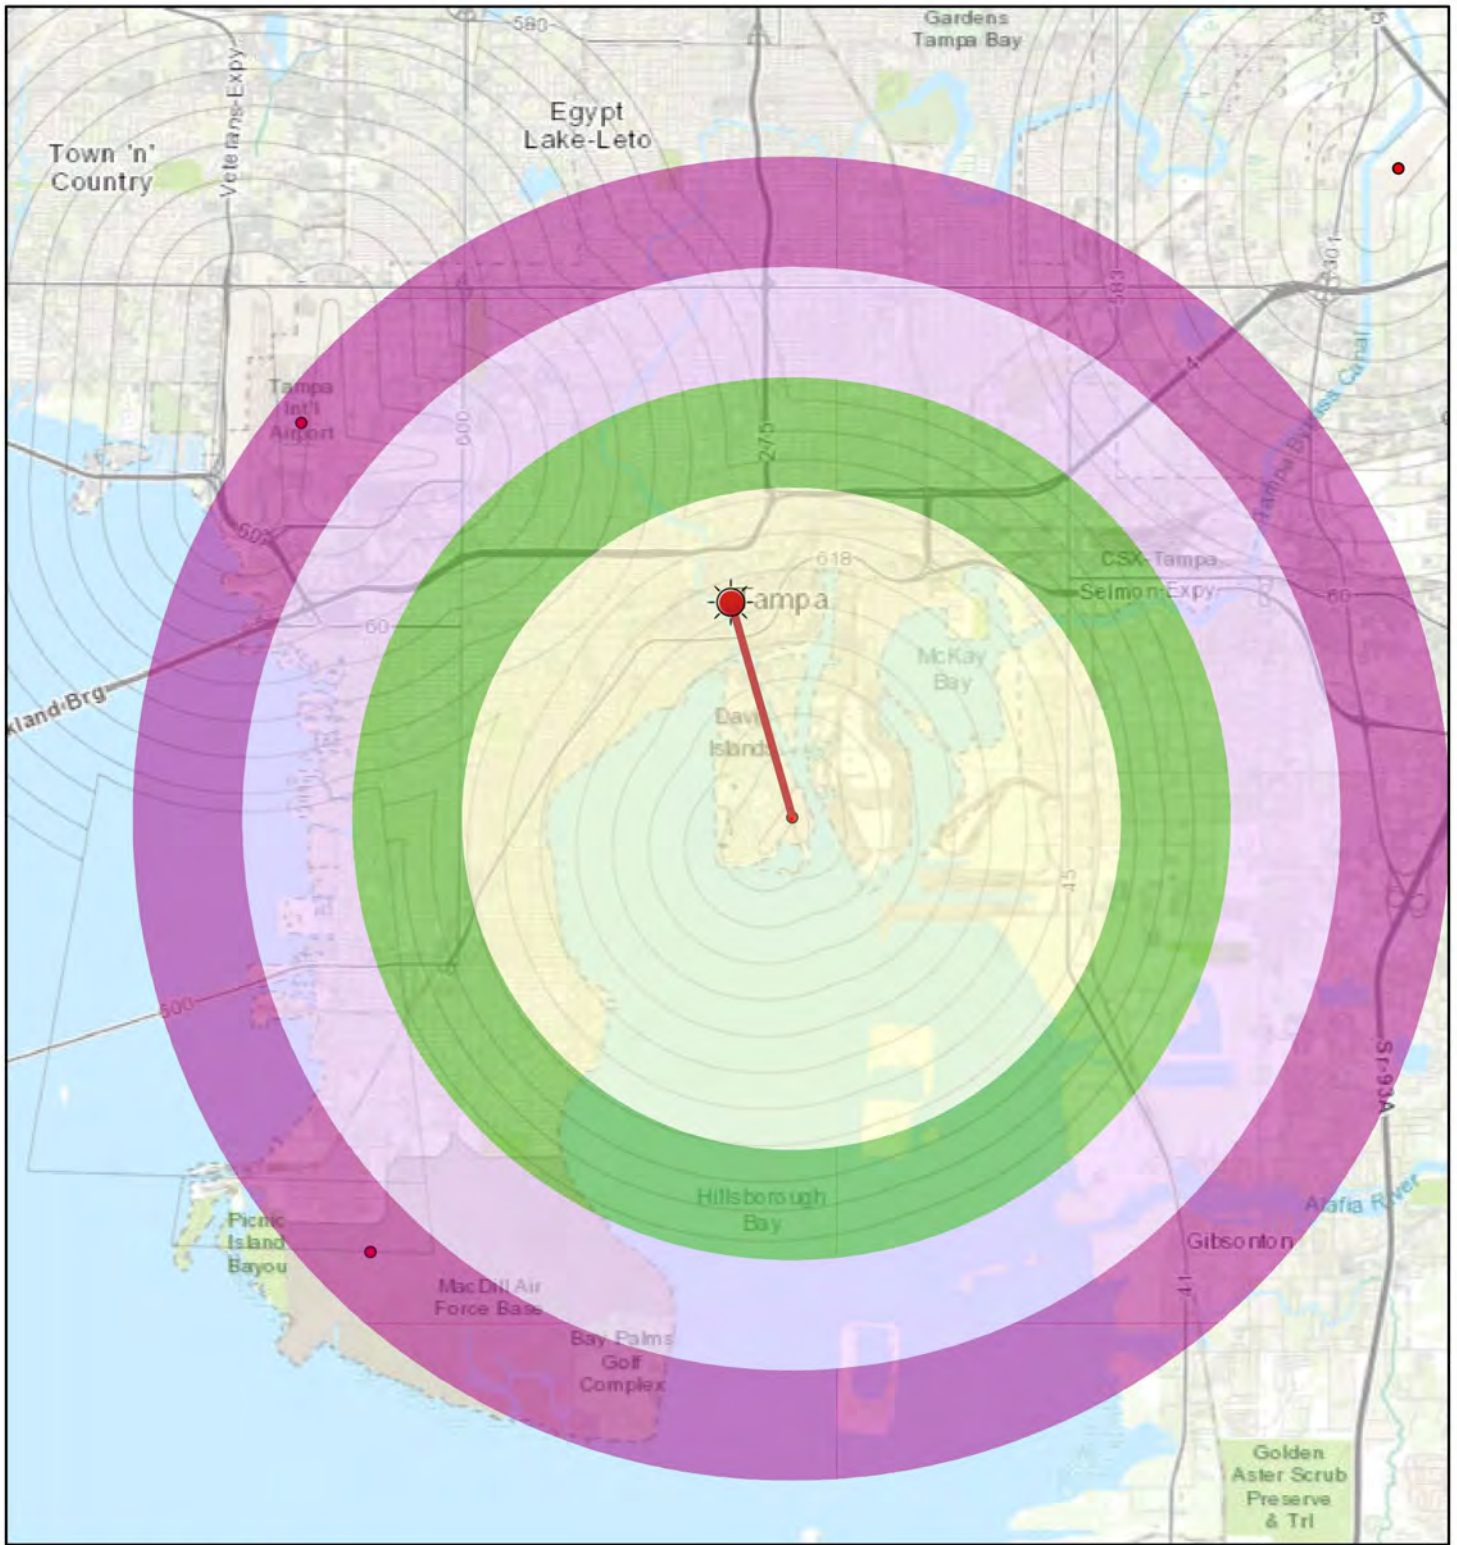 580
Gardens
Tampa Bay
Veterans-Expy
Egypt
Lake-Leto
Town 'n'
Country
301
583
4
Tampa
Int'l
Airport
600
275
Tampa Bypass Canal
60
618
CSX-Tampa
Selmon-Expy
60
60
ampa
McKay
Bay
kland-Brg
Davis
Islands
45
600
Sr-93A
Hillsborough
Bay
Alafia River
Picnic
Island
Bayou
Gibsonton
MacDill Air
Force Base
41
Bay Palms
Golf
Complex
Golden
Aster Scrub
Preserve
& Trl